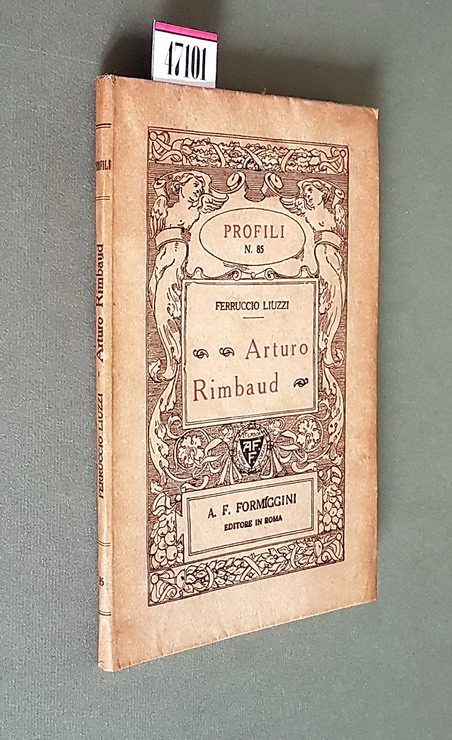 47101
PROFILI
N. 85
FERRUCCIO LIUZZI
Arturo
Rimbaud
A. F. FORMÍGGINI
EDITORE IN ROMA
PROFILI
FERRUCCIO LIUZZI - Arturo Rimbaud